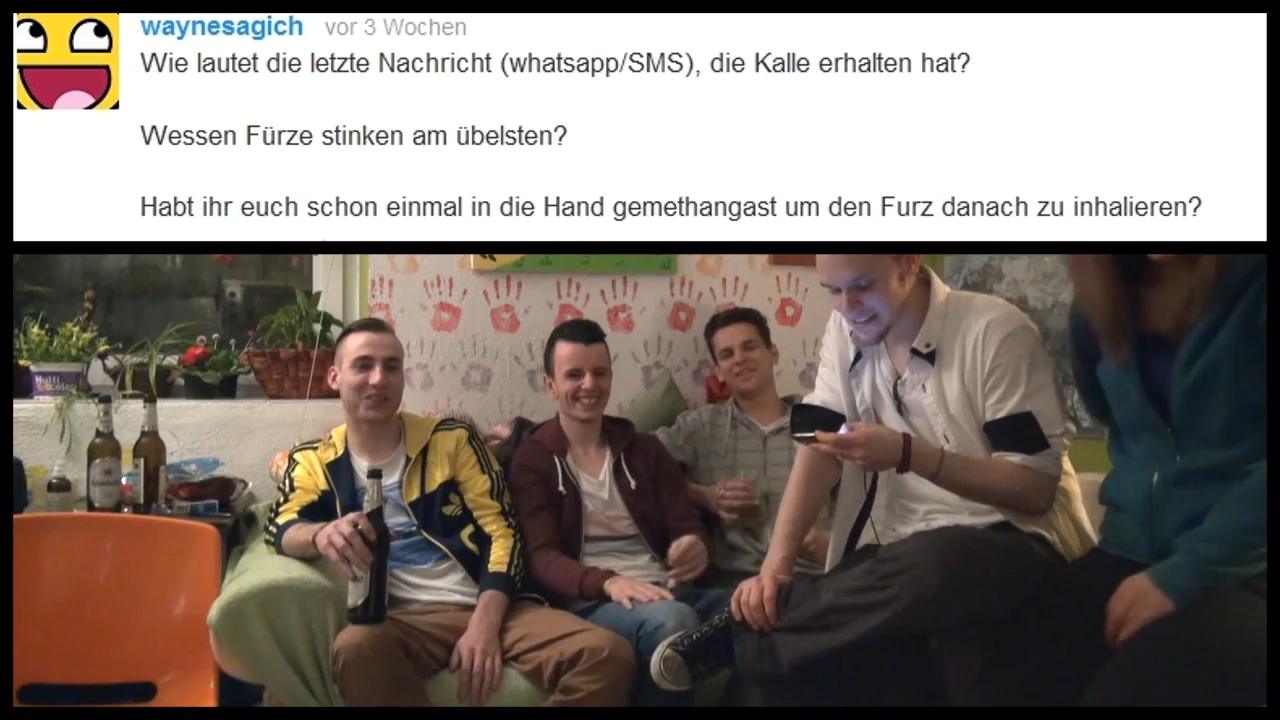 waynesagich vor 3 Wochen
Wie lautet die letzte Nachricht (whatsapp/SMS), die Kalle erhalten hat?
Wessen Fürze stinken am übelsten?
Habt ihr euch schon einmal in die Hand gemethangast um den Furz danach zu inhalieren?
Multi